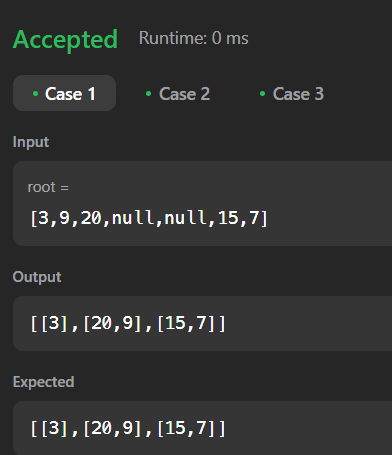 Accepted Runtime: 0 ms
• Case 1 • Case 2 • Case 3
Input
root =
[3,9,20,null,null,15,7]
Output
[[3],[20,9],[15,7]]
Expected
[[3],[20,9],[15,7]]